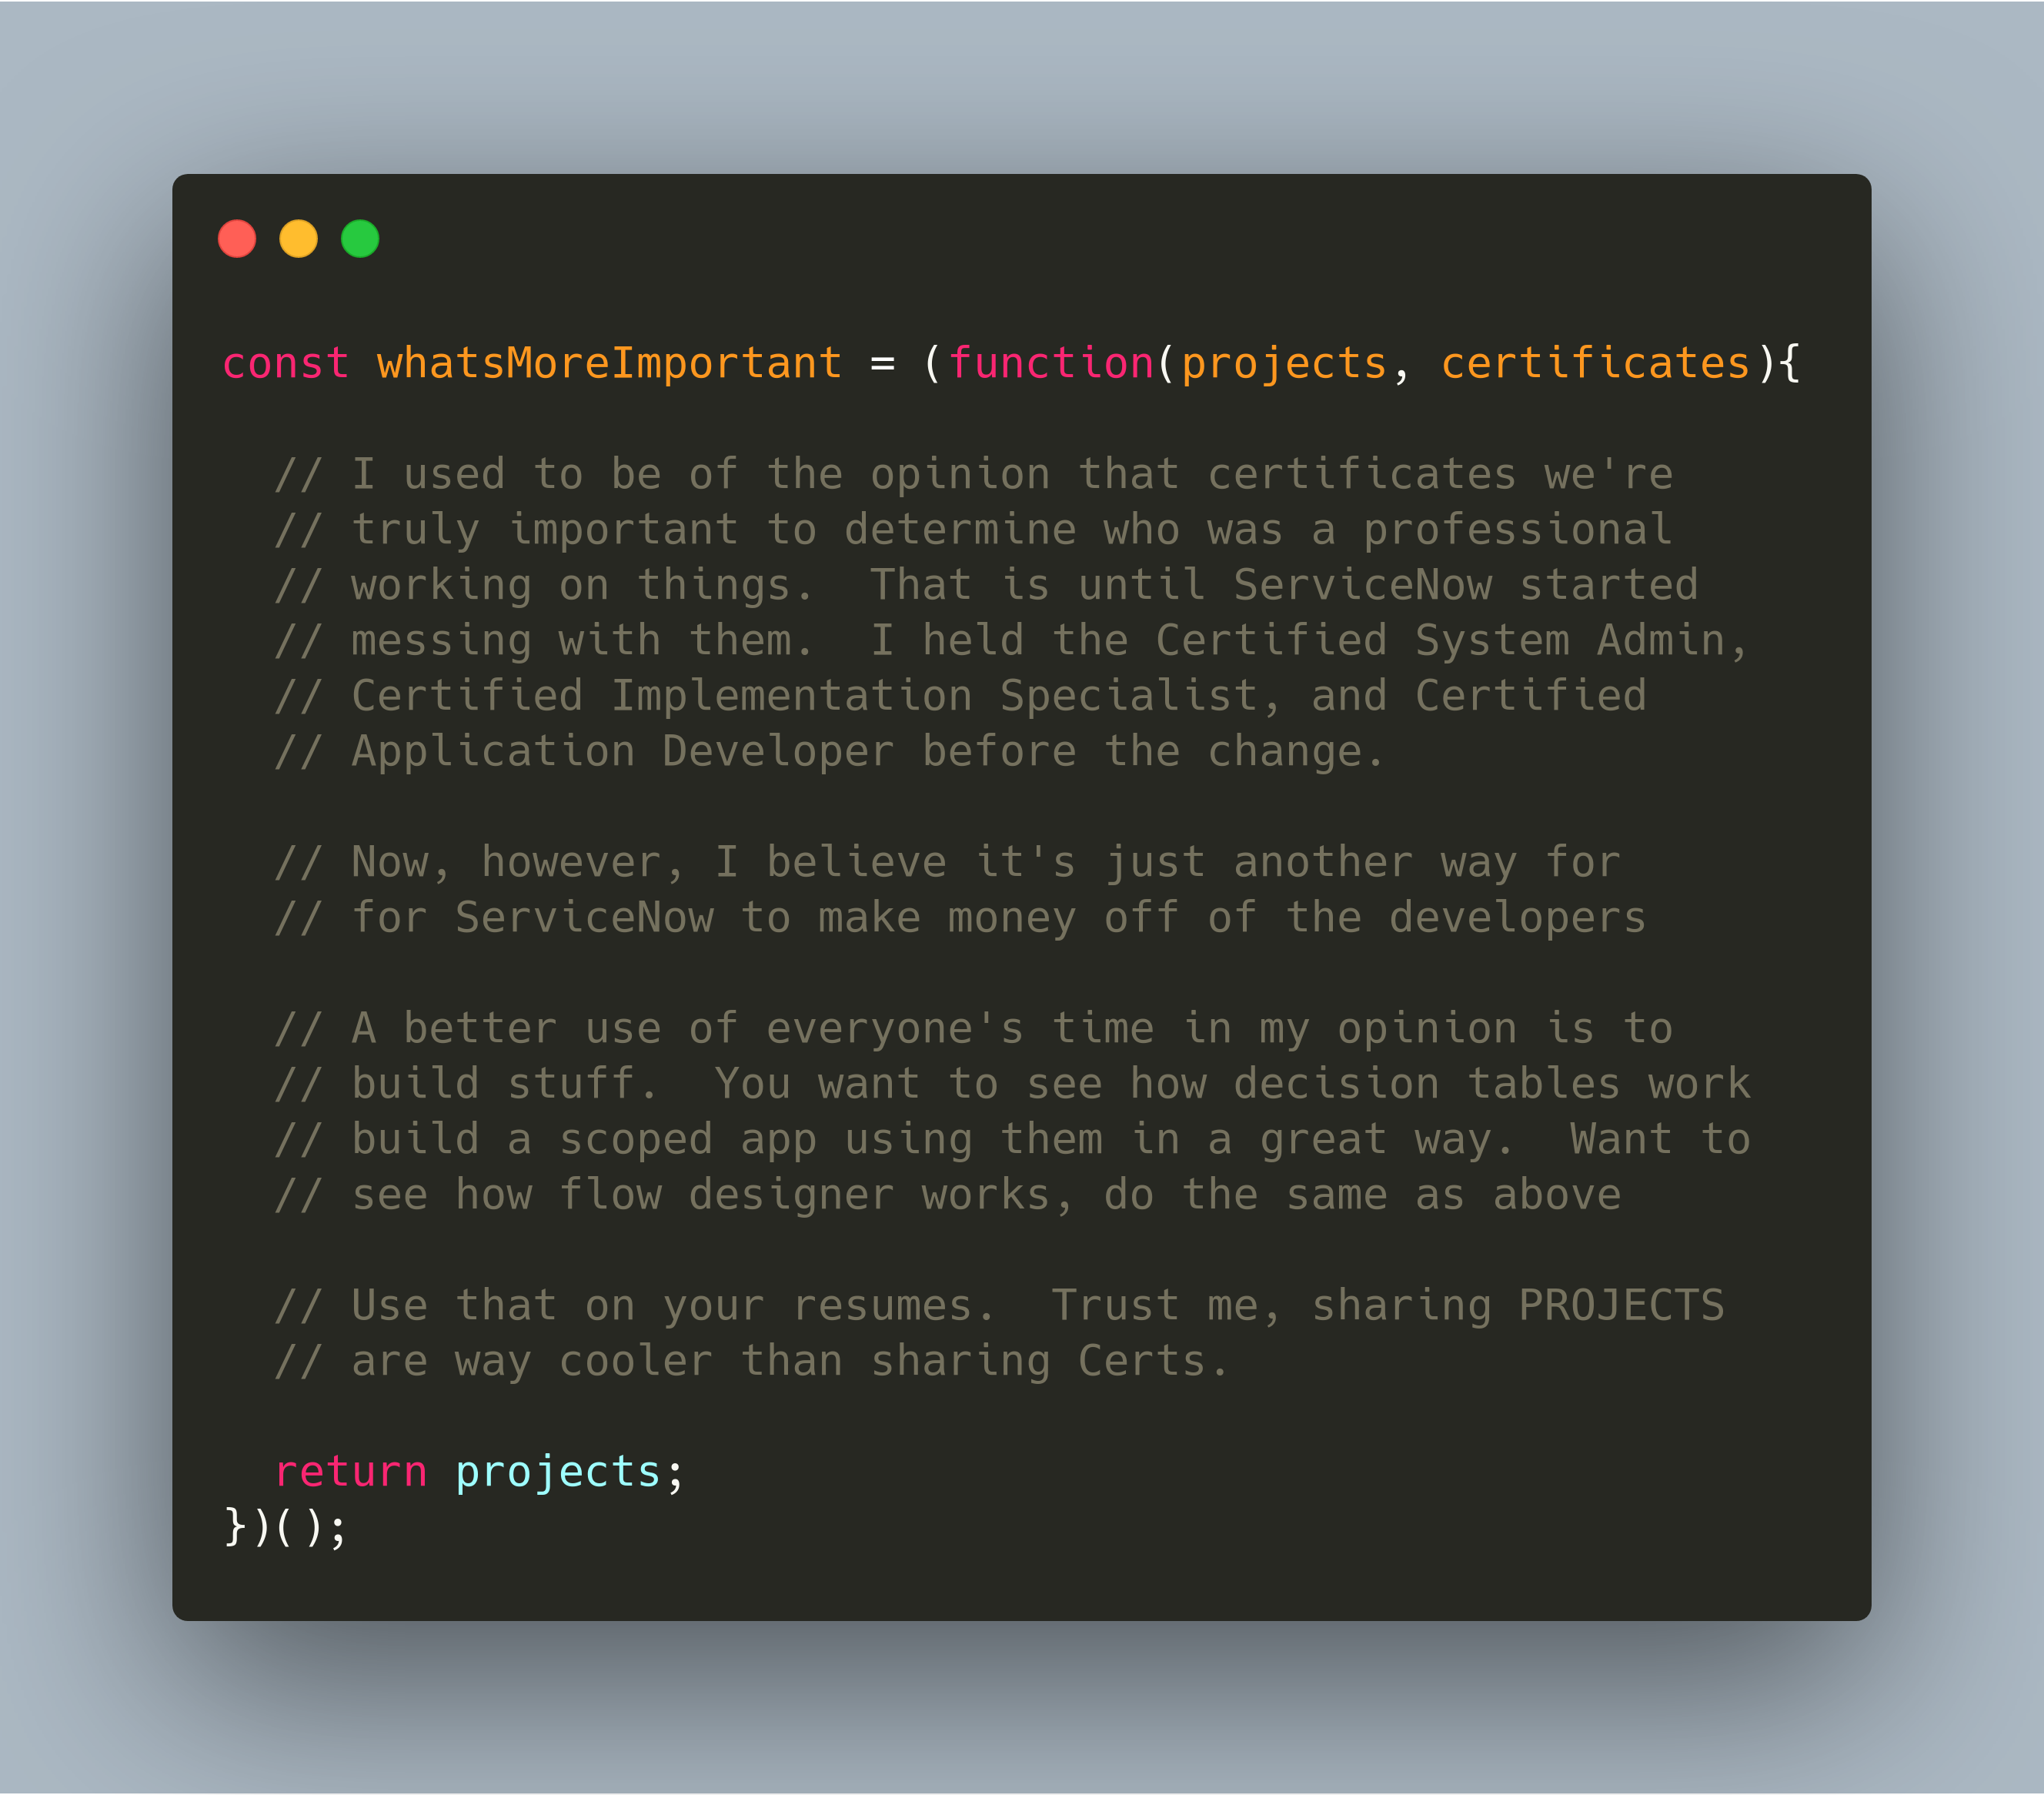 const whatsMoreImportant = (function(projects, certificates){
  // I used to be of the opinion that certificates we're
  // truly important to determine who was a professional
  // working on things.  That is until ServiceNow started
  // messing with them.  I held the Certified System Admin,
  // Certified Implementation Specialist, and Certified
  // Application Developer before the change.
  // Now, however, I believe it's just another way for
  // for ServiceNow to make money off of the developers
  // A better use of everyone's time in my opinion is to
  // build stuff.  You want to see how decision tables work
  // build a scoped app using them in a great way.  Want to
  // see how flow designer works, do the same as above
  // Use that on your resumes.  Trust me, sharing PROJECTS
  // are way cooler than sharing Certs.
  return projects;
})();